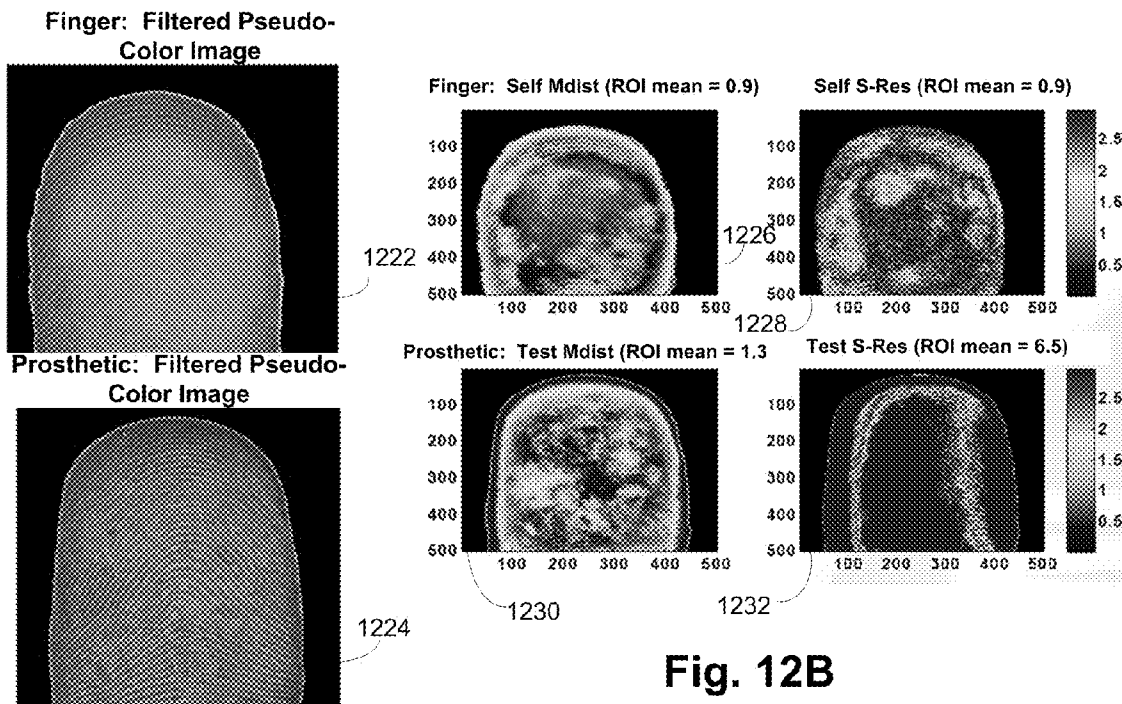 Finger: Filtered Pseudo-
Color Image
1222
Prosthetic: Filtered Pseudo-
Color Image
1224
Finger: Self Mdist (ROI mean = 0.9)
100
200
300
400
500
100 200 300 400 500
1226
Self S-Res (ROI mean = 0.9)
100
200
300
400
500
100 200 300 400 500
2.5
2
1.5
1
0.5
1228
Prosthetic: Test Mdist (ROI mean = 1.3
100
200
300
400
500
100 200 300 400 500
1230
Test S-Res (ROI mean = 6.5)
100
200
300
400
500
100 200 300 400 500
2.5
2
1.5
1
0.5
1232
Fig. 12B